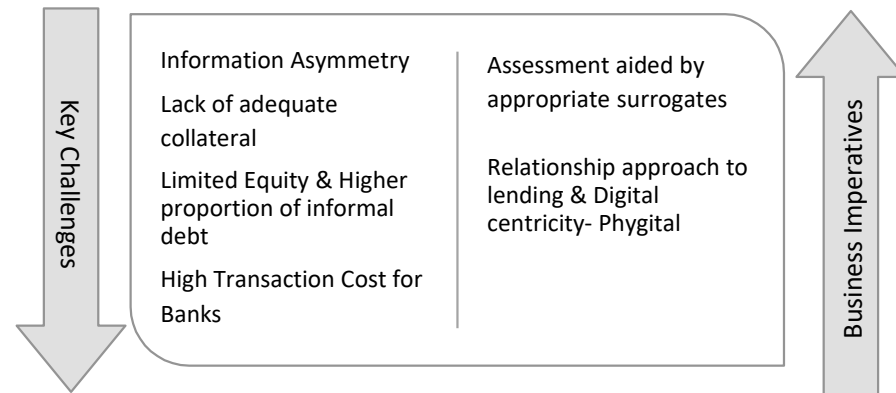 Key Challenges
Information Asymmetry
Lack of adequate
collateral
Limited Equity & Higher
proportion of informal
debt
High Transaction Cost for
Banks
Assessment aided by
appropriate surrogates
Relationship approach to
lending & Digital
centricity- Phygital
Business Imperatives